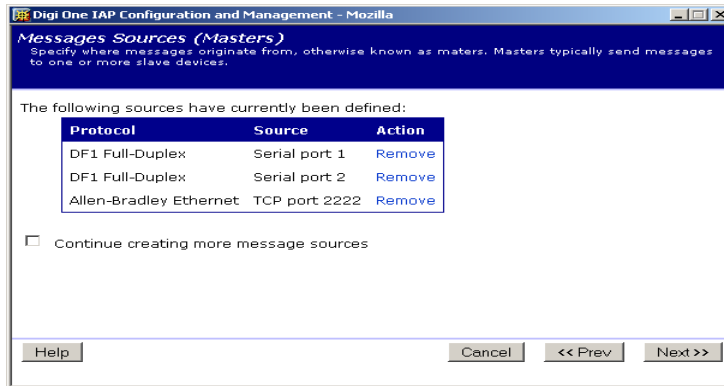 Digi One IAP Configuration and Management - Mozilla
Messages Sources (Masters)
Specify where messages originate from, otherwise known as maters. Masters typically send messages
to one or more slave devices.
The following sources have currently been defined:
Protocol Source Action
DF1 Full-Duplex Serial port 1 Remove
DF1 Full-Duplex Serial port 2 Remove
Allen-Bradley Ethernet TCP port 2222 Remove
Continue creating more message sources
Help Cancel << Prev Next >>